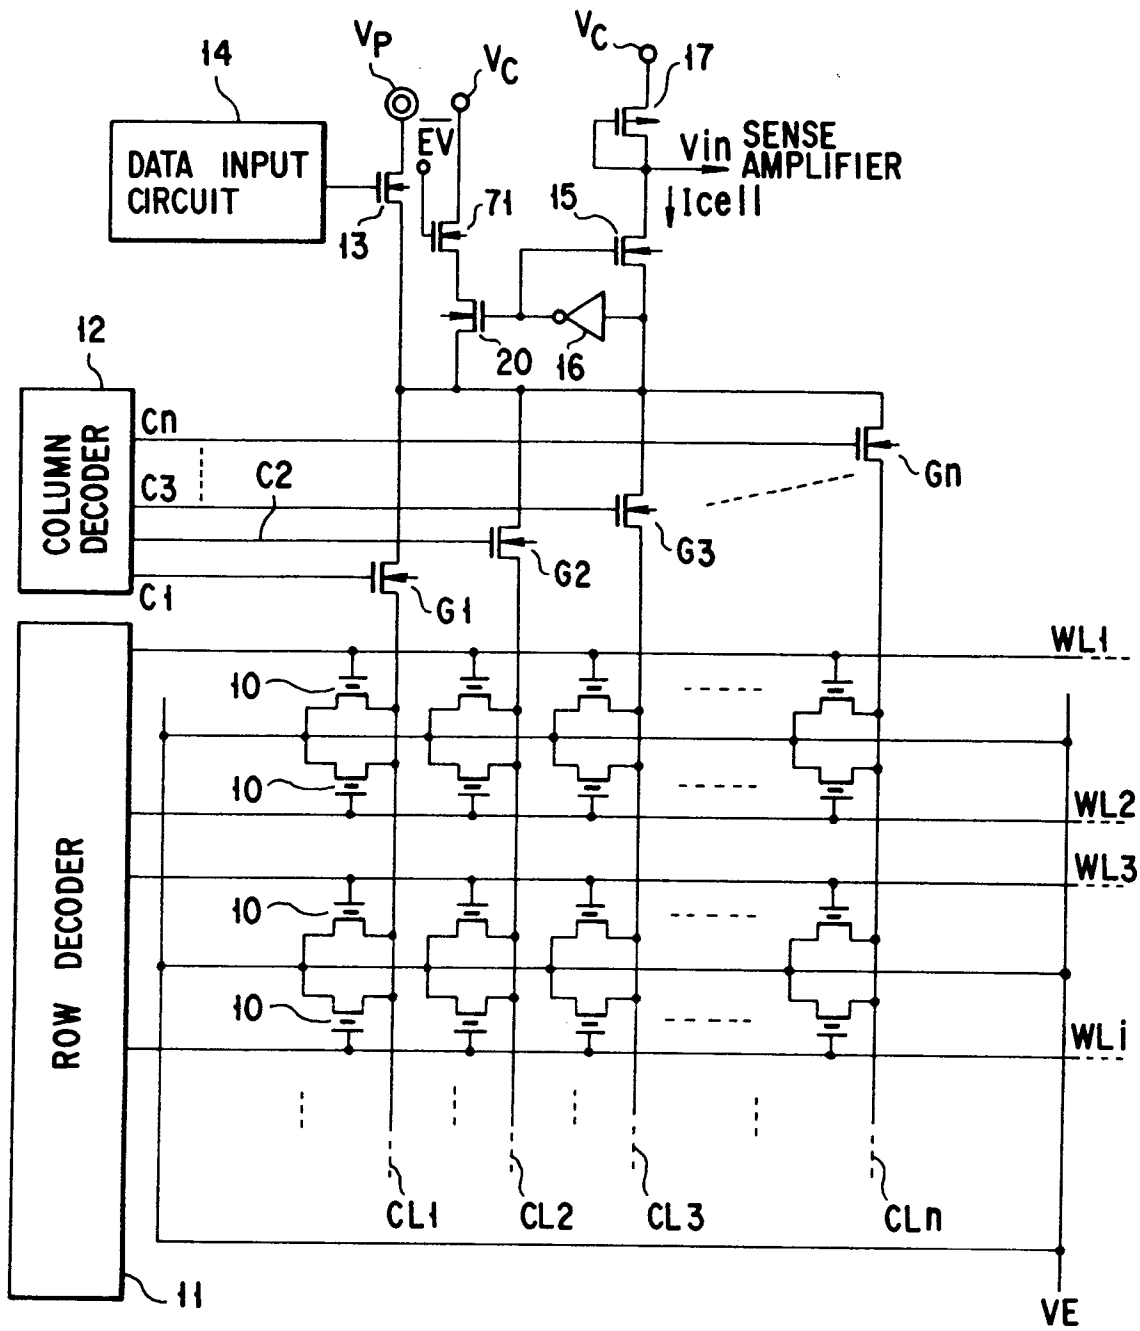 14
VP
VC
VC
17
EV
DATA INPUT
CIRCUIT
Vin
SENSE
AMPLIFIER
13
71
15
Icell
20
16
12
COLUMN
DECODER
Cn
C3
C2
C1
Gn
G3
G2
G1
WL1
10
10
WL2
WL3
10
10
WLi
ROW DECODER
CL1
CL2
CL3
CLn
11
VE